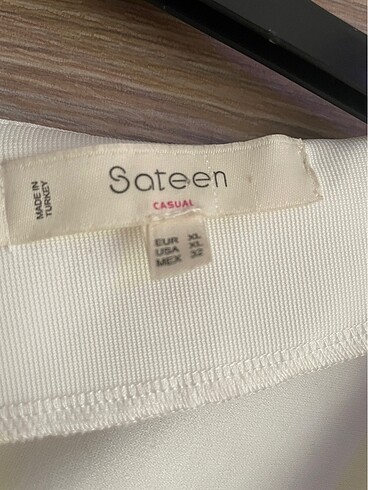 MADE IN
TURKEY
Sateen
CASUAL
EUR XL
USA XL
MEX 32